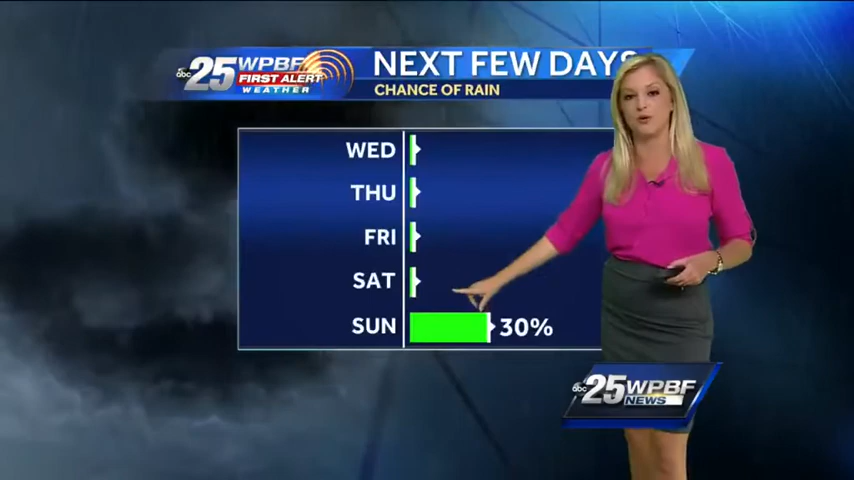 abc 25 WPBF
FIRST ALERT
WEATHER
NEXT FEW DAYS
CHANCE OF RAIN
WED
THU
FRI
SAT
SUN 30%
abc 25 WPBF
NEWS